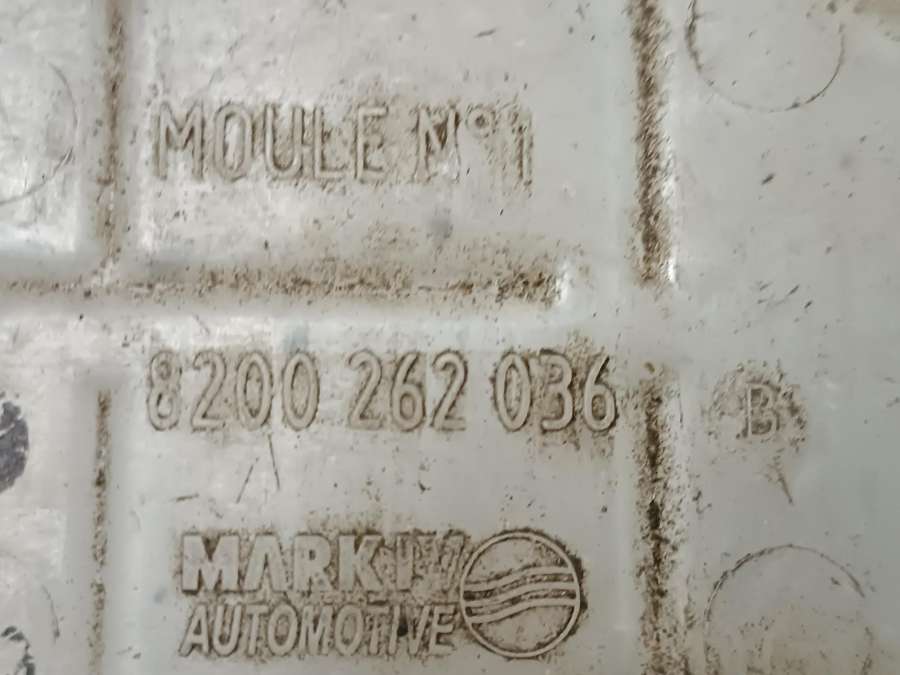 MOULE N°1
8200 262 036
B
MARK IV
AUTOMOTIVE